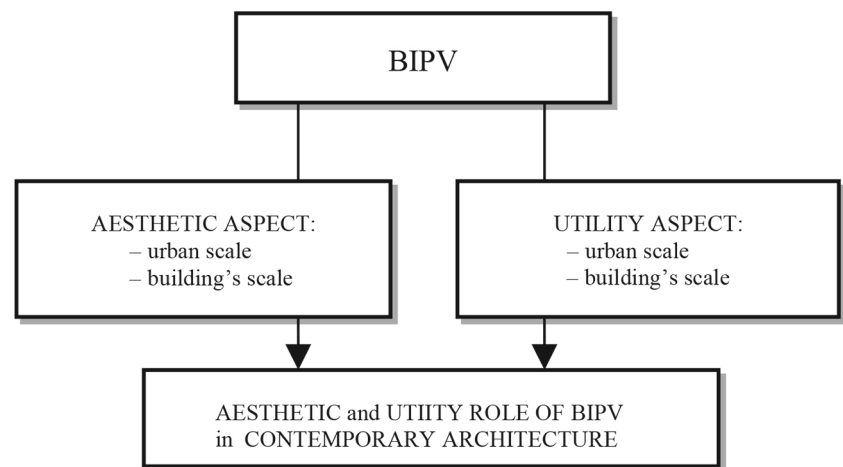 BIPV
AESTHETIC ASPECT:
– urban scale
– building’s scale
UTILITY ASPECT:
– urban scale
– building’s scale
AESTHETIC and UTIITY ROLE OF BIPV
in CONTEMPORARY ARCHITECTURE